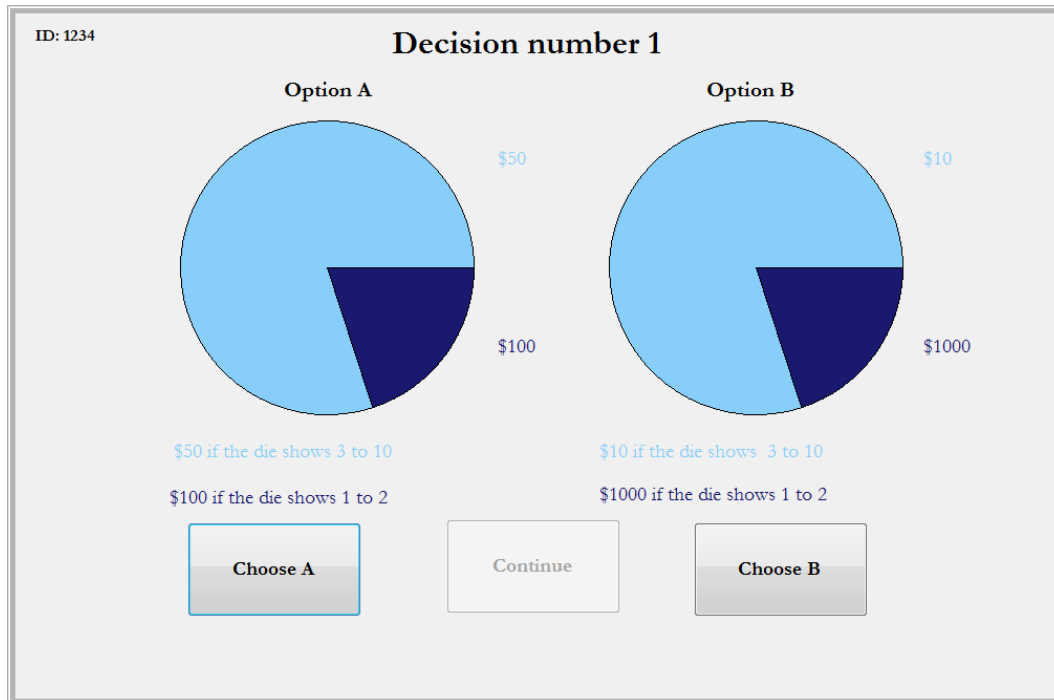 ID: 1234
Decision number 1
Option A
Option B
$50
$10
$100
$1000
$50 if the die shows 3 to 10
$10 if the die shows  3 to 10
$100 if the die shows 1 to 2
$1000 if the die shows 1 to 2
Choose A
Continue
Choose B